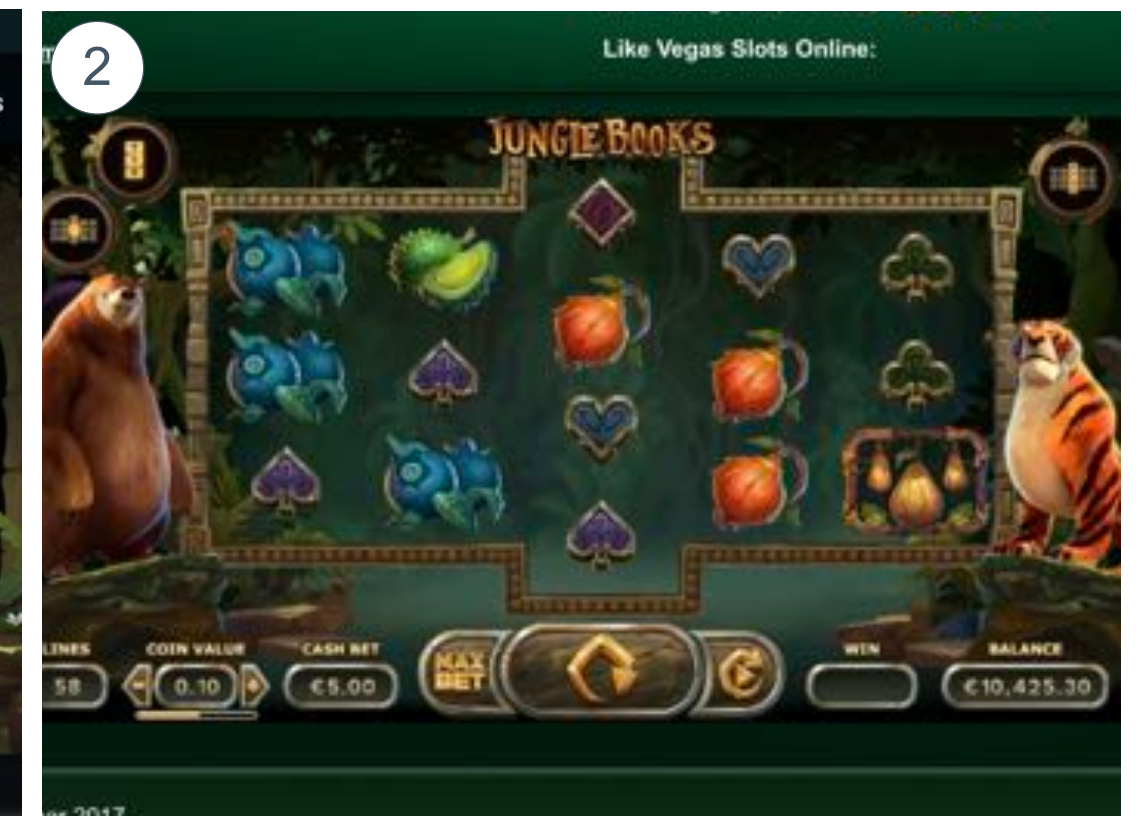 2
Like Vegas Slots Online:
JUNGLE BOOKS
LINES
COIN VALUE
CASH BET
WIN
BALANCE
58
0.10
€5.00
MAX
BET
€10,425.30
2017